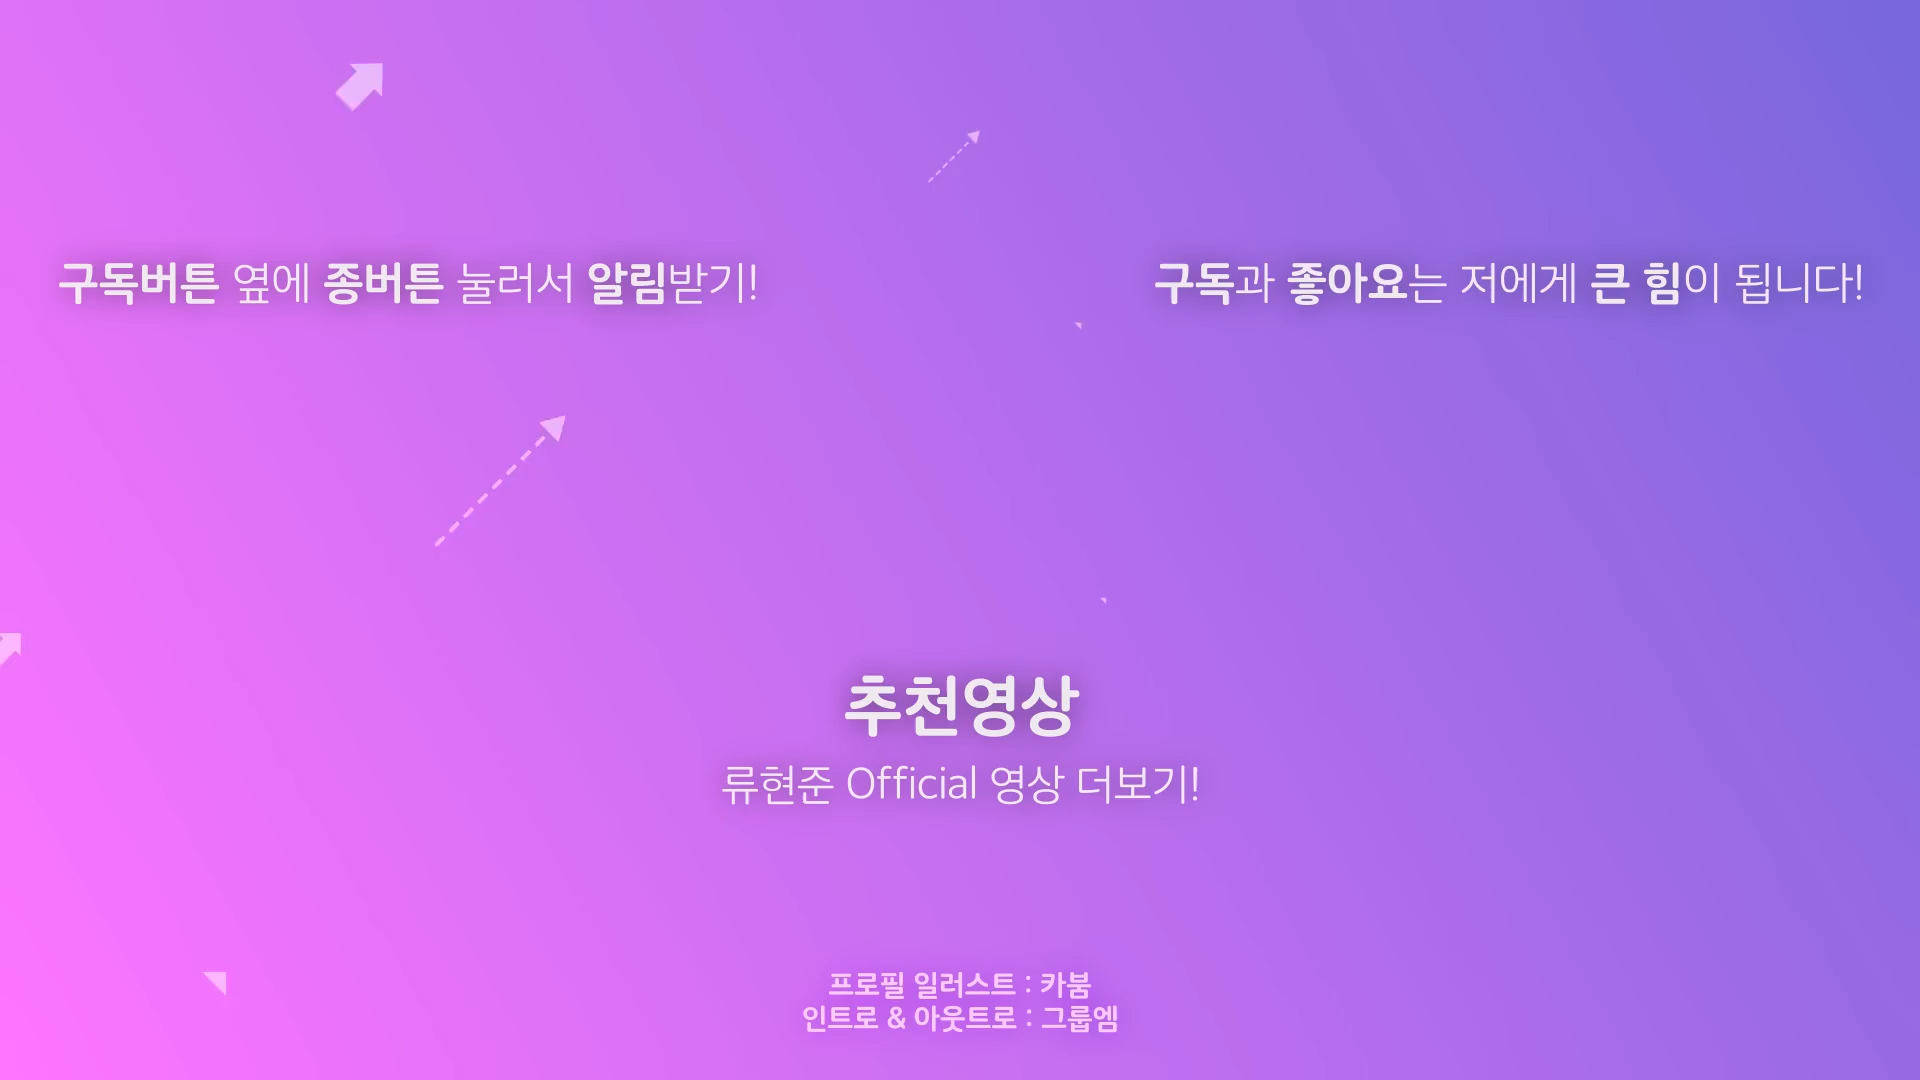 구독버튼 옆에 종버튼 눌러서 알림받기!
구독과 좋아요는 저에게 큰 힘이 됩니다!
추천영상
류현준 Official 영상 더보기!
프로필 일러스트 : 카붐
인트로 & 아웃트로 : 그룹엠